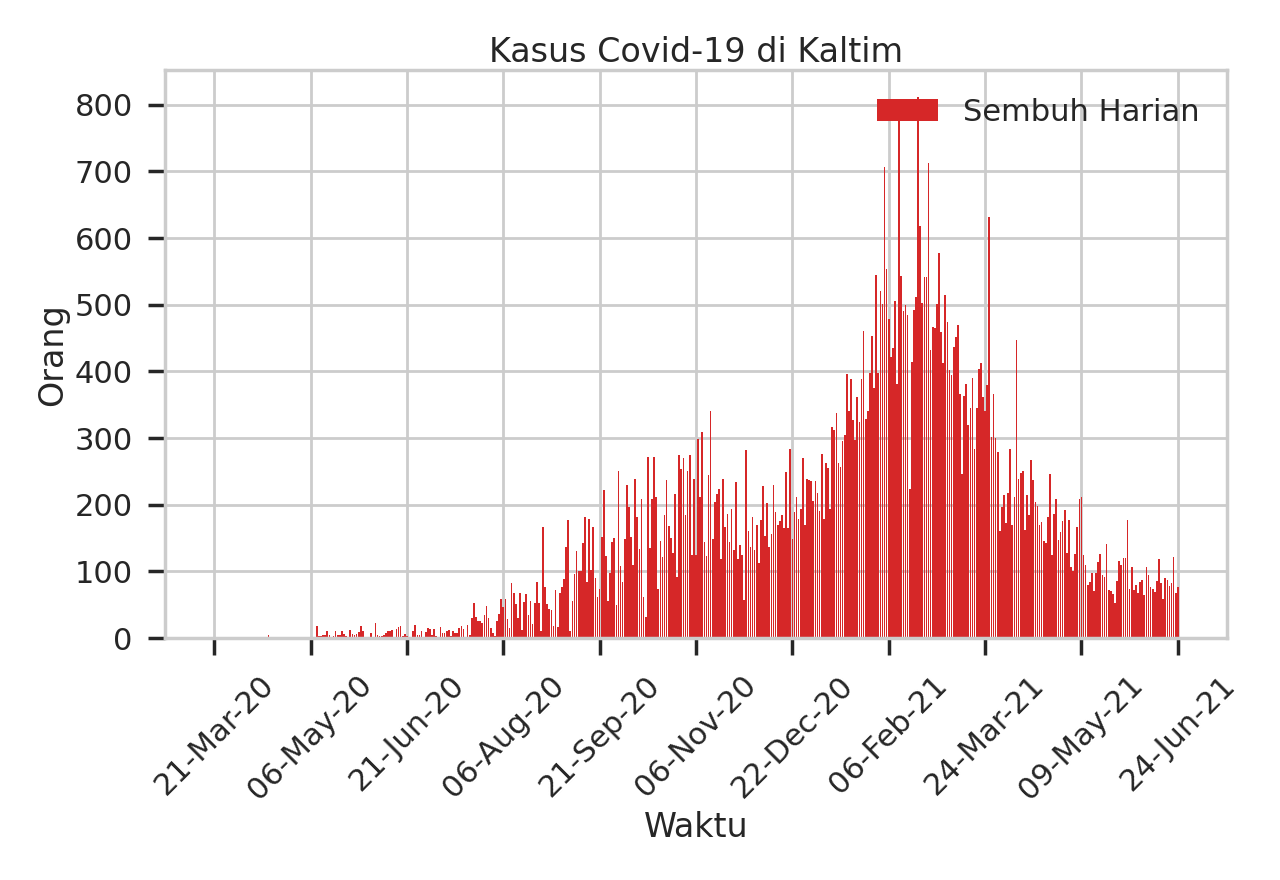 Kasus Covid-19 di Kaltim
Sembuh Harian
Orang
800
700
600
500
400
300
200
100
0
21-Mar-20
06-May-20
21-Jun-20
06-Aug-20
21-Sep-20
06-Nov-20
22-Dec-20
06-Feb-21
24-Mar-21
09-May-21
24-Jun-21
Waktu